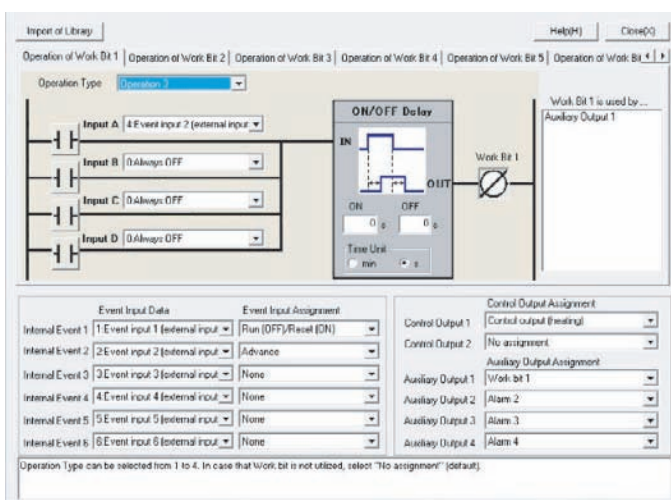 Import of Library Help(H) Close(X)
Operation of Work Bit 1 Operation of Work Bit 2 Operation of Work Bit 3 Operation of Work Bit 4 Operation of Work Bit 5 Operation of Work Bit
Operation Type Operation 3
Work Bit 1 is used by ...
Auxiliary Output 1
ON/OFF Delay
Input A 4:Event input 2 (external input
IN
Input B 0:Always OFF
Work Bit 1
OUT
Input C 0:Always OFF
ON OFF
0 s 0 s
Input D 0:Always OFF
Time Unit
min s
Event Input Data Event Input Assignment
Internal Event 1 1:Event input 1 (external input Run (OFF)/Reset (ON)
Internal Event 2 2:Event input 2 (external input Advance
Internal Event 3 3:Event input 3 (external input None
Internal Event 4 4:Event input 4 (external input None
Internal Event 5 5:Event input 5 (external input None
Internal Event 6 6:Event input 6 (external input None
Control Output Assignment
Control Output 1 Control output (heating)
Control Output 2 No assignment
Auxiliary Output Assignment
Auxiliary Output 1 Work bit 1
Auxiliary Output 2 Alarm 2
Auxiliary Output 3 Alarm 3
Auxiliary Output 4 Alarm 4
Operation Type can be selected from 1 to 4. In case that Work bit is not utilized, select "No assignment" (default).